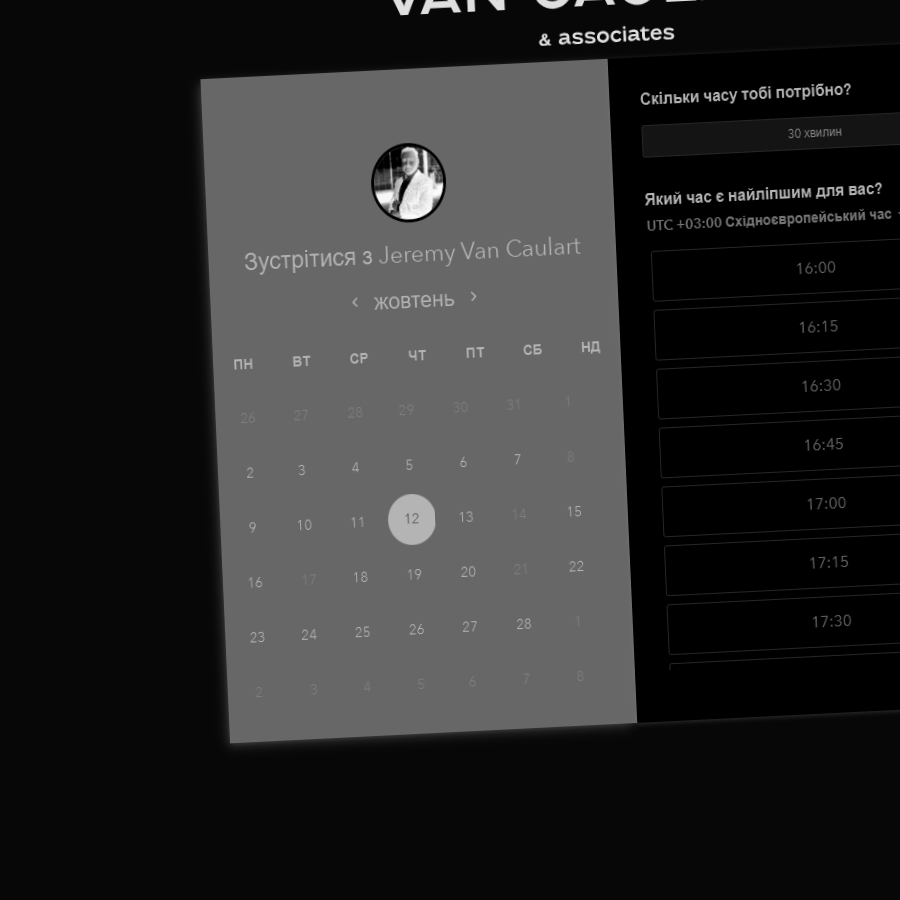 & associates
Зустрітися з Jeremy Van Caulart
‹ жовтень ›
ПН ВТ СР ЧТ ПТ СБ НД
26 27 28 29 30 31 1
2 3 4 5 6 7 8
9 10 11 12 13 14 15
16 17 18 19 20 21 22
23 24 25 26 27 28 1
2 3 4 5 6 7 8
Скільки часу тобі потрібно?
30 хвилин
Який час є найліпшим для вас?
UTC +03:00 Східноєвропейський час
16:00
16:15
16:30
16:45
17:00
17:15
17:30